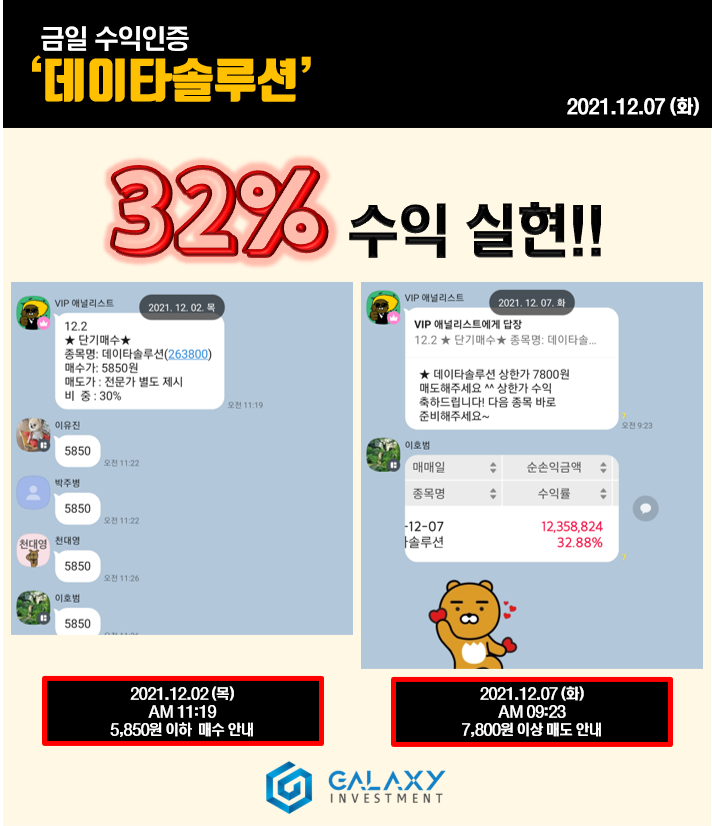 금일 수익인증
‘데이타솔루션’
2021.12.07 (화)
32% 수익 실현!!
VIP 애널리스트
2021. 12. 02. 목
12.2
★ 단기매수★
종목명: 데이타솔루션(263800)
매수가: 5850원
매도가 : 전문가 별도 제시
비 중 : 30%
오전 11:19
이유진
5850
오전 11:22
박주병
5850
오전 11:22
천대영
천대영
5850
오전 11:26
이호범
5850
VIP 애널리스트
2021. 12. 07. 화
VIP 애널리스트에게 답장
12.2 ★ 단기매수★ 종목명: 데이타솔...
★ 데이타솔루션 상한가 7800원
매도해주세요 ^^ 상한가 수익
축하드립니다! 다음 종목 바로
준비해주세요~
7
오전 9:23
이호범
매매일 순손익금액
종목명 수익률
-12-07 12,358,824
솔루션 32.88%
7
2021.12.02 (목)
AM 11:19
5,850원 이하 매수 안내
2021.12.07 (화)
AM 09:23
7,800원 이상 매도 안내
GALAXY
INVESTMENT